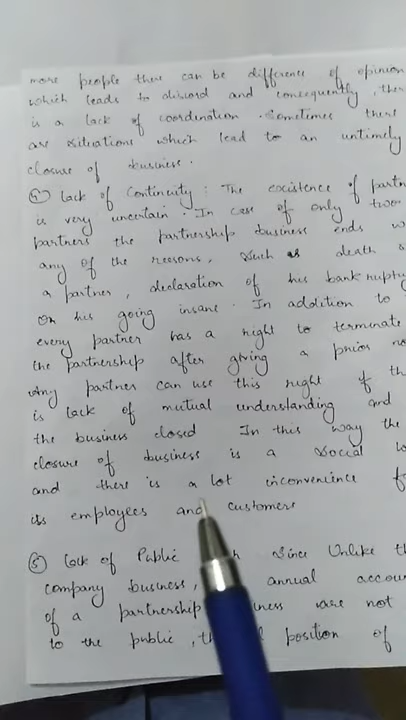 more people there can be difference of opinion
which leads to discord and consequently, ther
is a lack of coordination. Sometimes there
are situations which lead to an untimely
closure of business.
④ Lack of Continuity: The existence of partn
is very uncertain. In case of only two
partners the partnership business ends w
any of the reasons, such as death
a partner, declaration of his bankruptcy
on his going insane. In addition to
every partner has a right to terminate
the partnership after giving a prior no
any partner can use this right if th
is lack of mutual understanding and
the business closed In this way the
closure of business is a social lo
and there is a lot inconvenience f
its employees and customers
⑤ Lack of Public h Since Unlike th
company business, annual accou
of a partnership iness are not
to the public, th position of